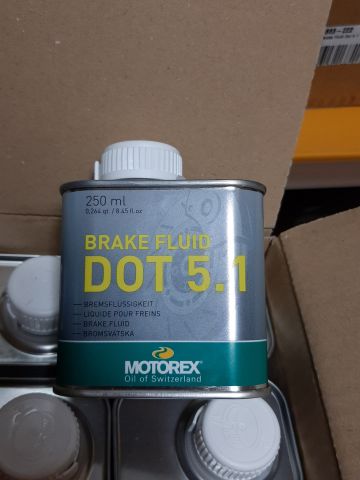 250 ml
0,264 qt. / 8.45 fl.oz
BRAKE FLUID
DOT 5.1
— BREMSFLÜSSIGKEIT
— LIQUIDE POUR FREINS
— BRAKE FLUID
— BROMSVÄTSKA
MOTOREX
Oil of Switzerland